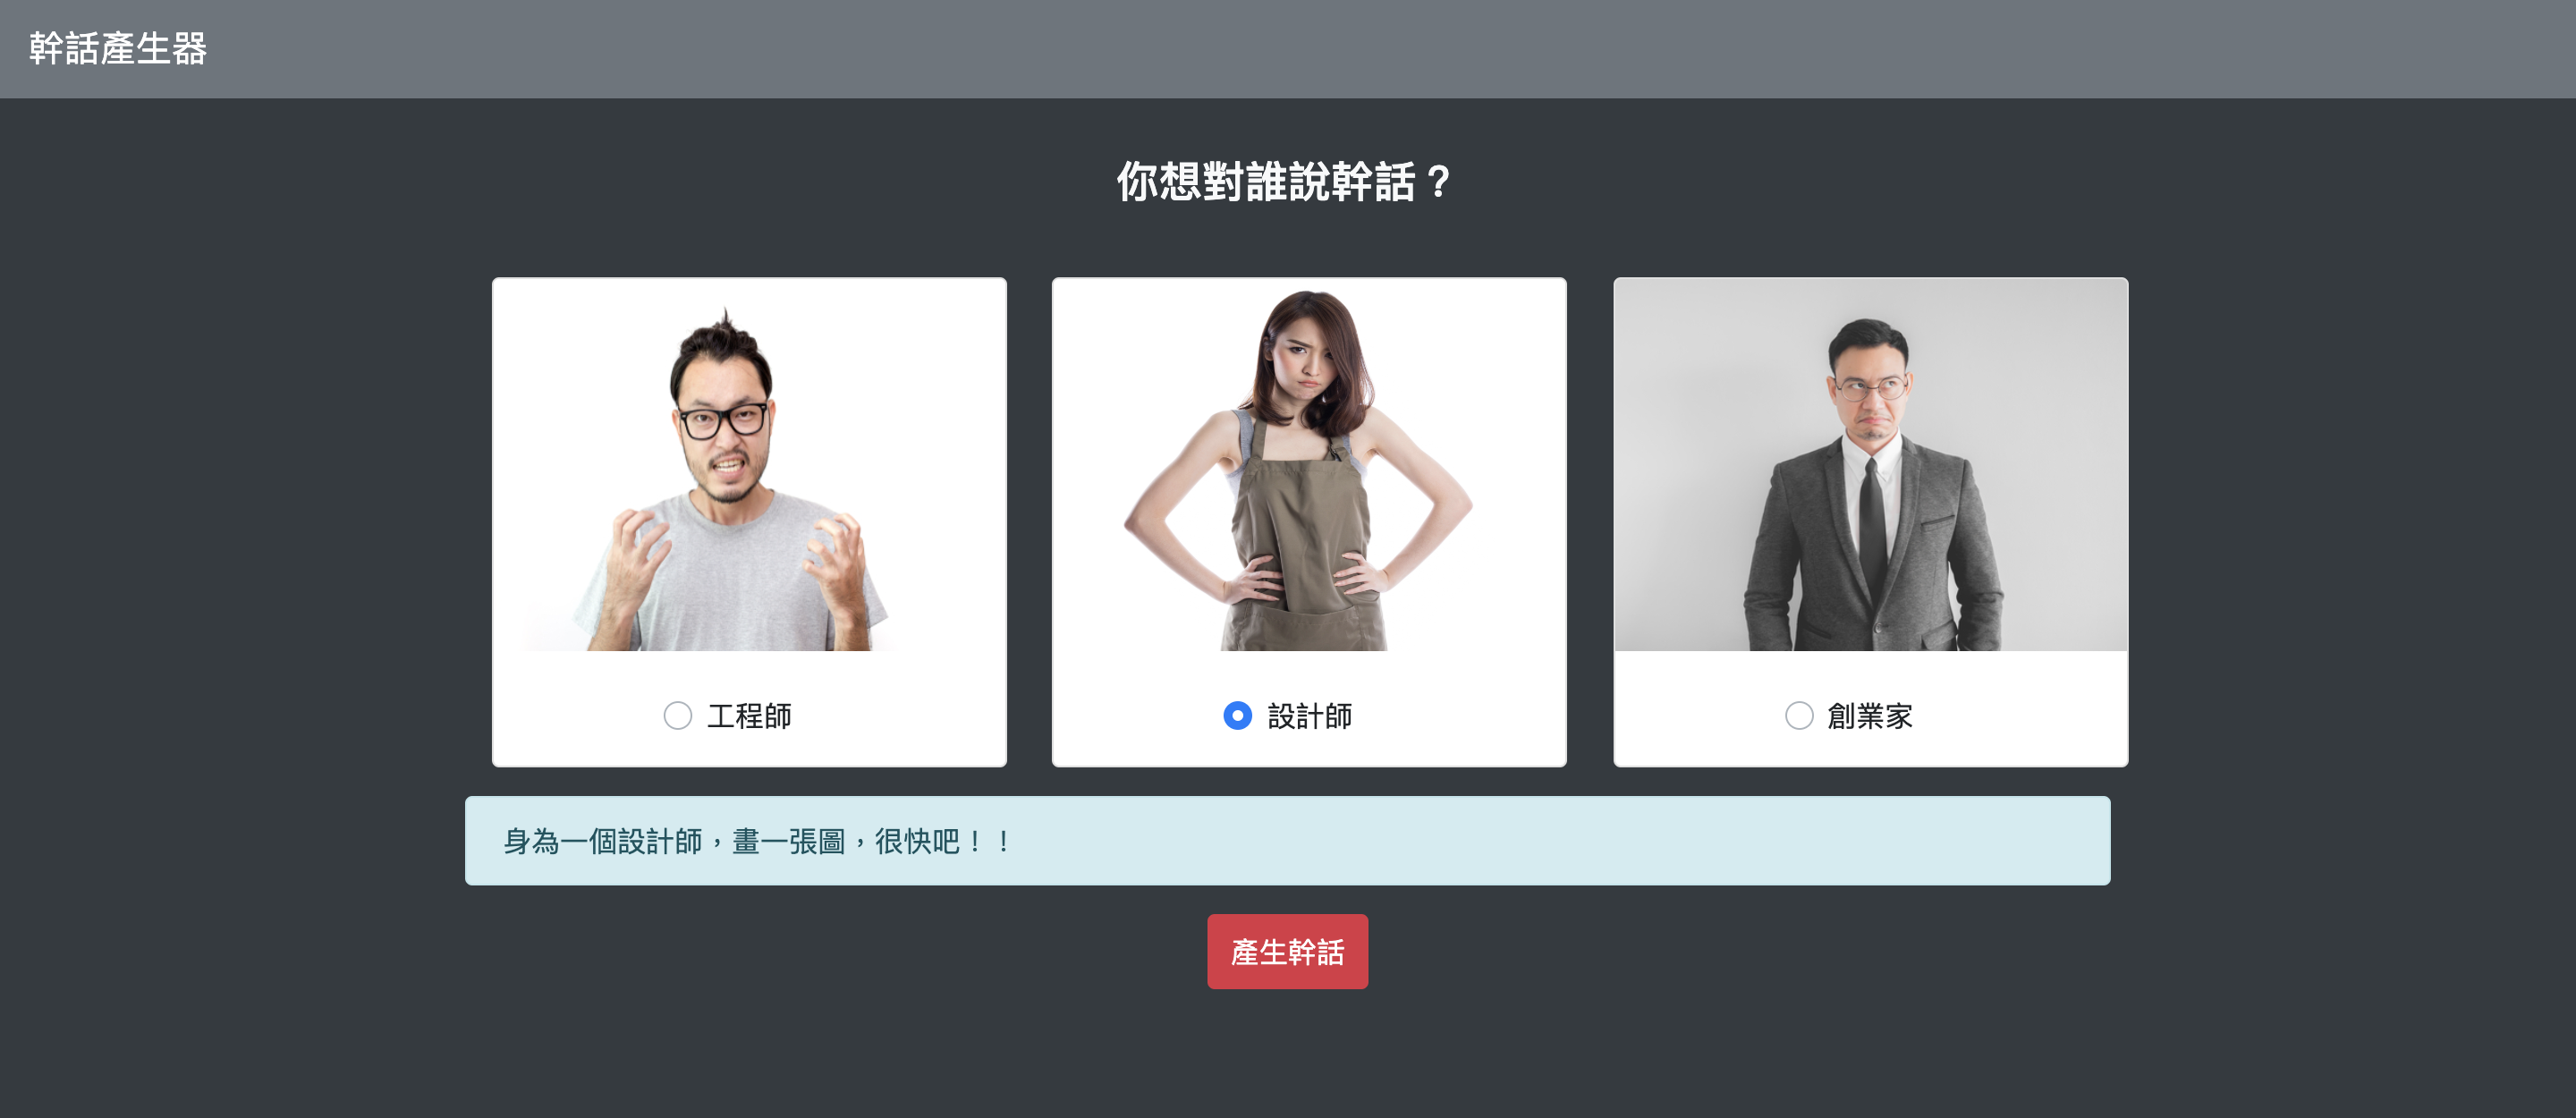 幹話產生器
你想對誰說幹話？
工程師
設計師
創業家
身為一個設計師，畫一張圖，很快吧！！
產生幹話